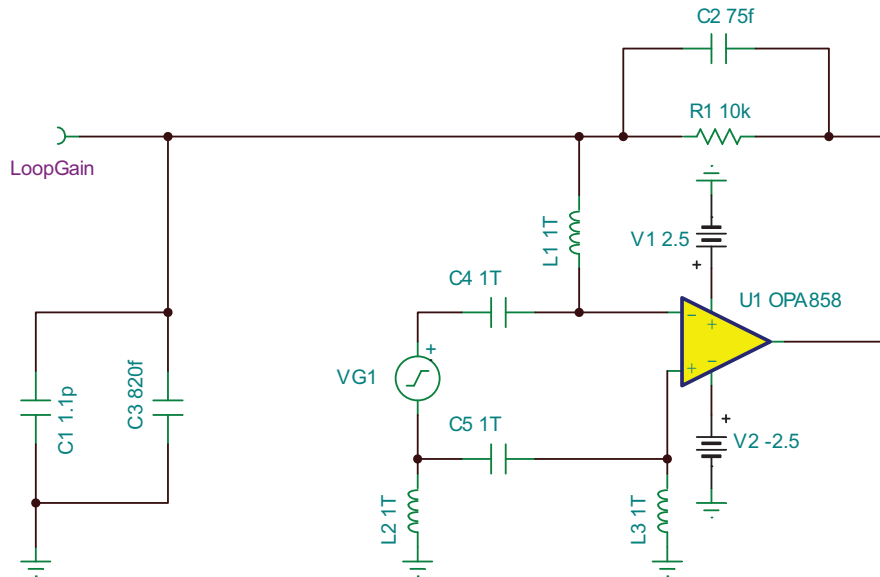 C2 75f
R1 10k
LoopGain
L1 1T
V1 2.5
+
C4 1T
U1 OPA858
C1 1.1p
C3 820f
VG1
+
−
+
−
+
C5 1T
+
V2 -2.5
L2 1T
L3 1T